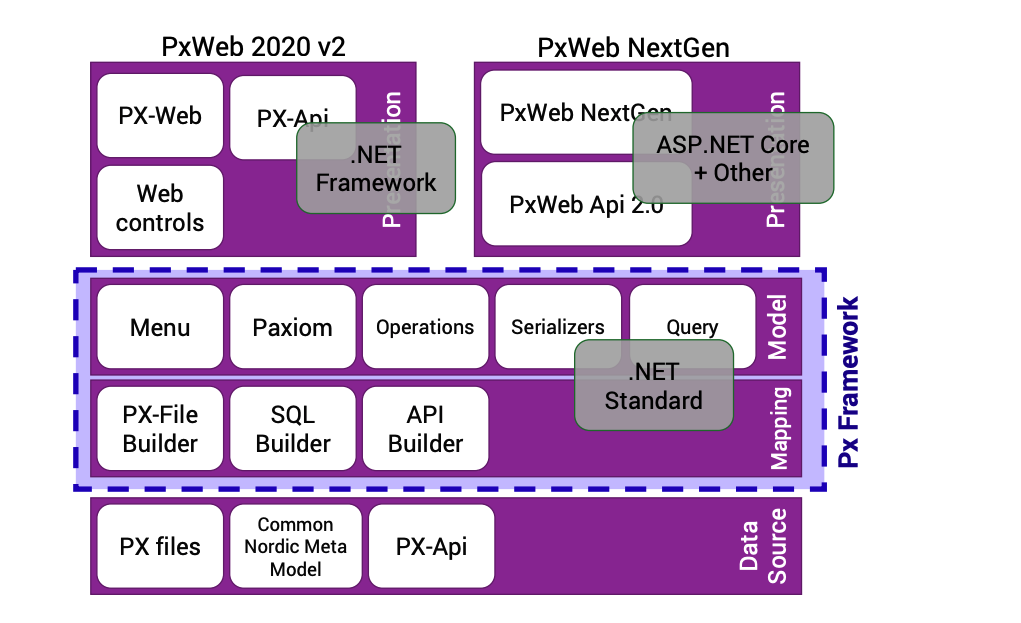 PxWeb 2020 v2
PxWeb NextGen
PX-Web
PX-Api
Web
controls
Presentation
.NET
Framework
PxWeb NextGen
PxWeb Api 2.0
Presentation
ASP.NET Core
+ Other
Menu
Paxiom
Operations
Serializers
Query
Model
.NET
Standard
PX-File
Builder
SQL
Builder
API
Builder
Mapping
Px Framework
PX files
Common
Nordic Meta
Model
PX-Api
Data
Source